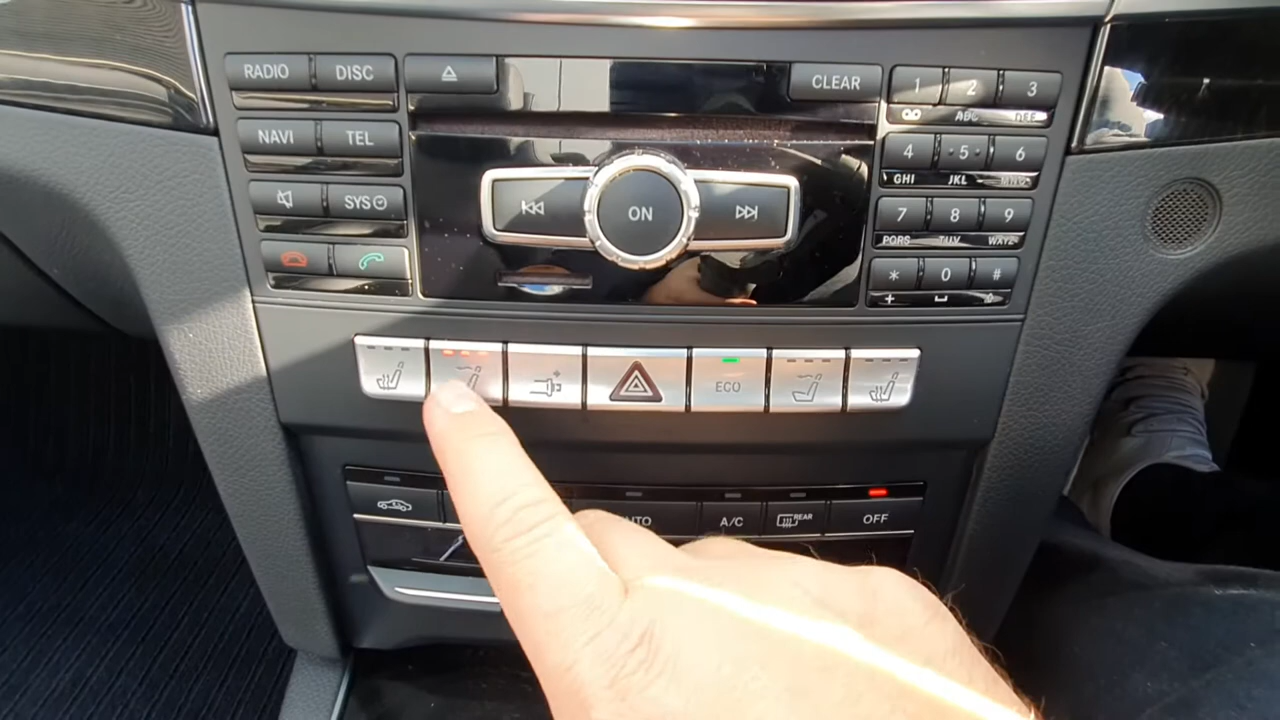 RADIO DISC CLEAR 1 2 3
ABC DEF
NAVI TEL 4 5 6
GHI JKL MNO
SYS ON 7 8 9
PQRS TUV WXYZ
* 0 #
+
ECO
A/C REAR OFF